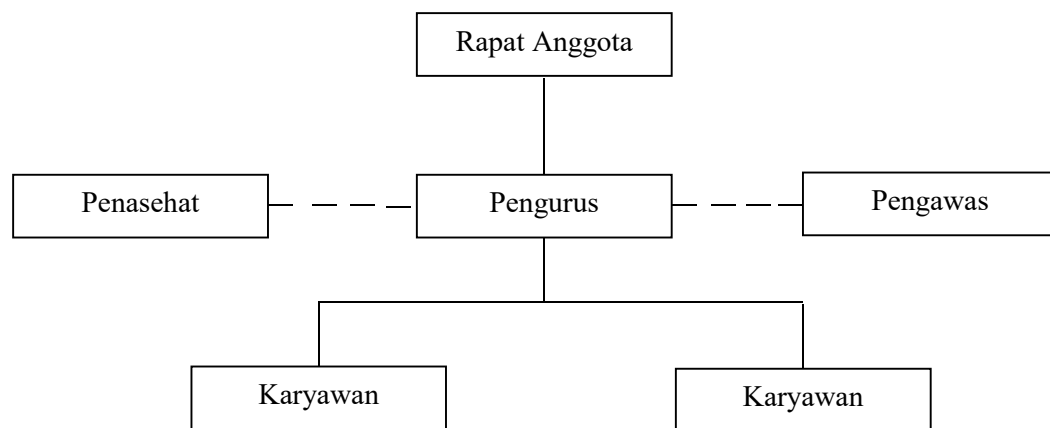 Rapat Anggota
Penasehat
Pengurus
Pengawas
Karyawan
Karyawan